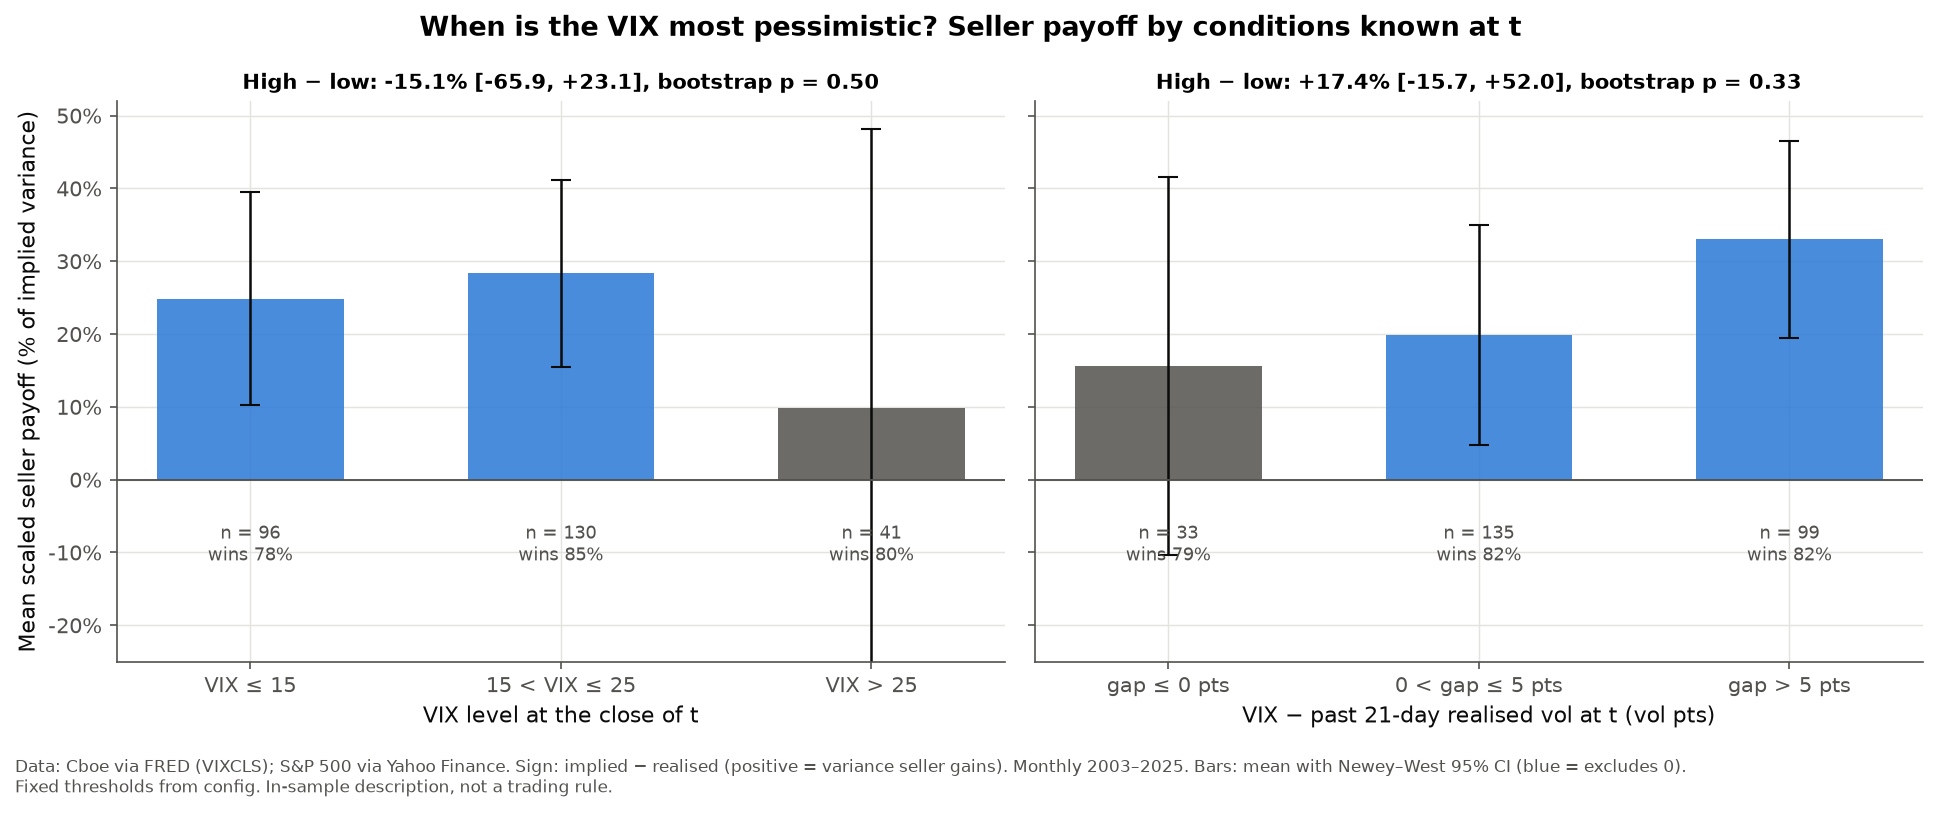 When is the VIX most pessimistic? Seller payoff by conditions known at t
High − low: -15.1% [-65.9, +23.1], bootstrap p = 0.50
High − low: +17.4% [-15.7, +52.0], bootstrap p = 0.33
Mean scaled seller payoff (% of implied variance)
50%
40%
30%
20%
10%
0%
-10%
-20%
n = 96
wins 78%
n = 130
wins 85%
n = 41
wins 80%
n = 33
wins 79%
n = 135
wins 82%
n = 99
wins 82%
VIX ≤ 15
15 < VIX ≤ 25
VIX > 25
VIX level at the close of t
gap ≤ 0 pts
0 < gap ≤ 5 pts
gap > 5 pts
VIX − past 21-day realised vol at t (vol pts)
Data: Cboe via FRED (VIXCLS); S&P 500 via Yahoo Finance. Sign: implied − realised (positive = variance seller gains). Monthly 2003–2025. Bars: mean with Newey–West 95% CI (blue = excludes 0).
Fixed thresholds from config. In-sample description, not a trading rule.